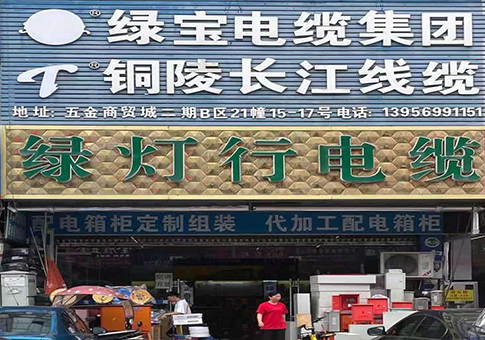 绿宝电缆集团
铜陵长江线缆
地址: 五金商贸城二期B区21幢15-17号 电话: 13956991151
绿灯行电缆
电箱柜定制组装 代加工配电箱柜